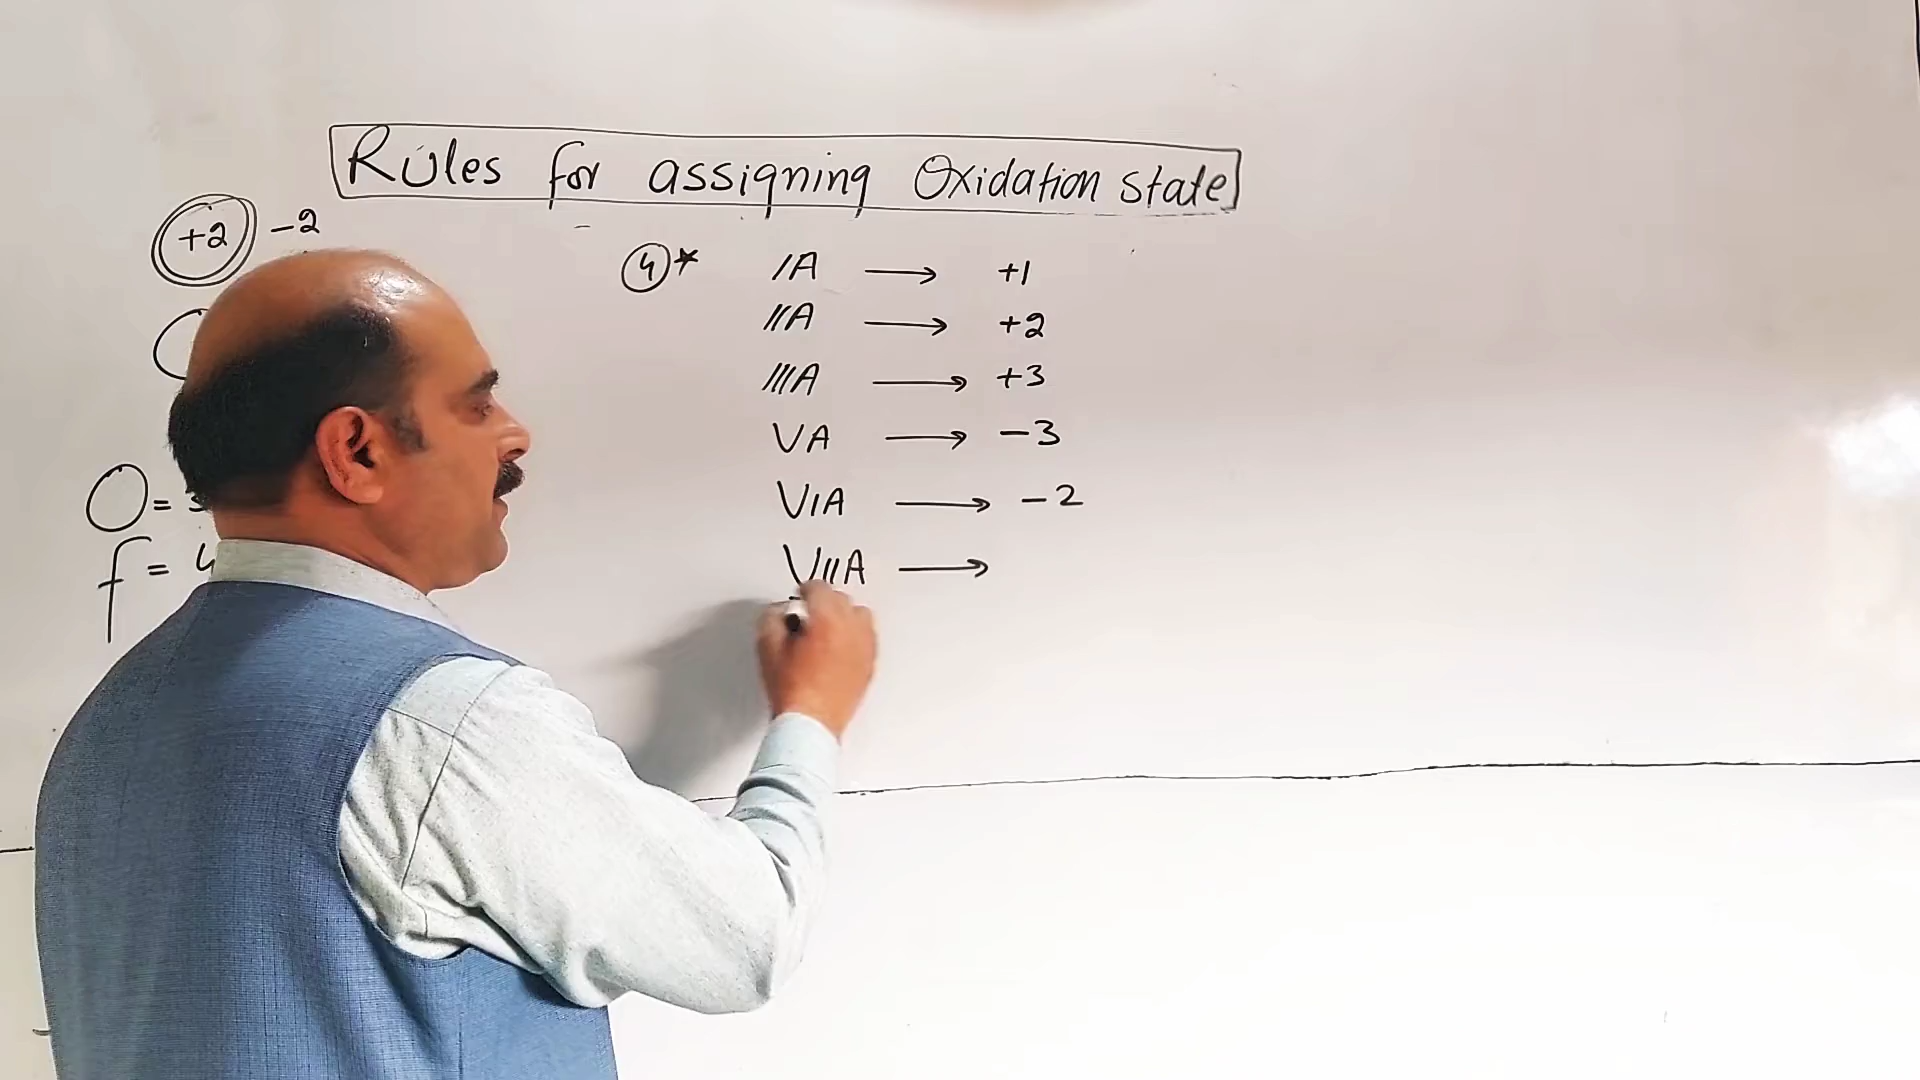 Rules for assigning Oxidation state
+2 -2
4 * IA → +1
IIA → +2
IIIA → +3
VA → -3
VIA → -2
VIIA →
O =
f = 4